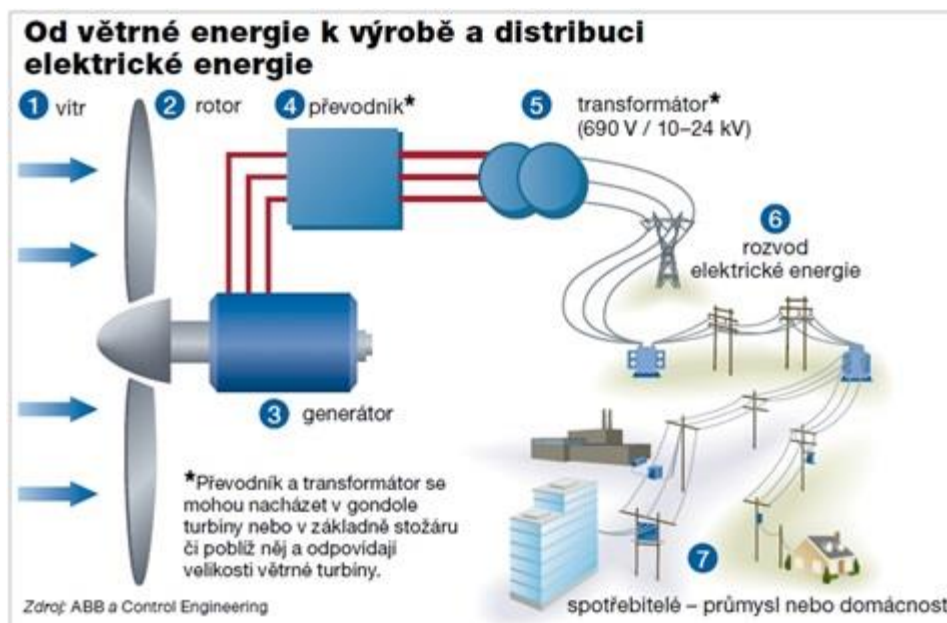 Od větrné energie k výrobě a distribuci
elektrické energie
1 vítr
2 rotor
4 převodník*
5 transformátor*
(690 V / 10–24 kV)
6
rozvod
elektrické energie
3 generátor
*Převodník a transformátor se
mohou nacházet v gondole
turbíny nebo v základně stožáru
či poblíž něj a odpovídají
velikosti větrné turbíny.
7
spotřebitelé – průmysl nebo domácnost
Zdroj: ABB a Control Engineering